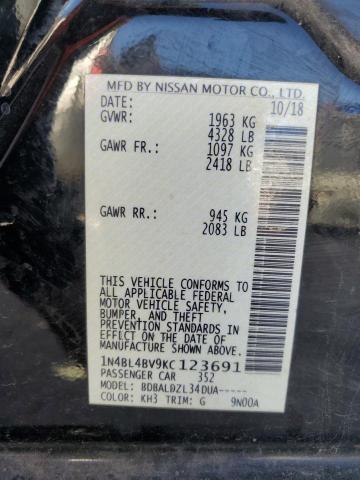 MFD BY NISSAN MOTOR CO., LTD.
DATE: 10/18
GVWR: 1963 KG
4328 LB
GAWR FR.: 1097 KG
2418 LB
GAWR RR.: 945 KG
2083 LB
THIS VEHICLE CONFORMS TO
ALL APPLICABLE FEDERAL
MOTOR VEHICLE SAFETY,
BUMPER, AND THEFT
PREVENTION STANDARDS
IN EFFECT ON THE DATE OF
MANUFACTURE SHOWN ABOVE.
1N4BL4BV9KC123691
PASSENGER CAR 352
MODEL: BDBALDZL34DUA-----
COLOR: KH3 TRIM: G 9N00A